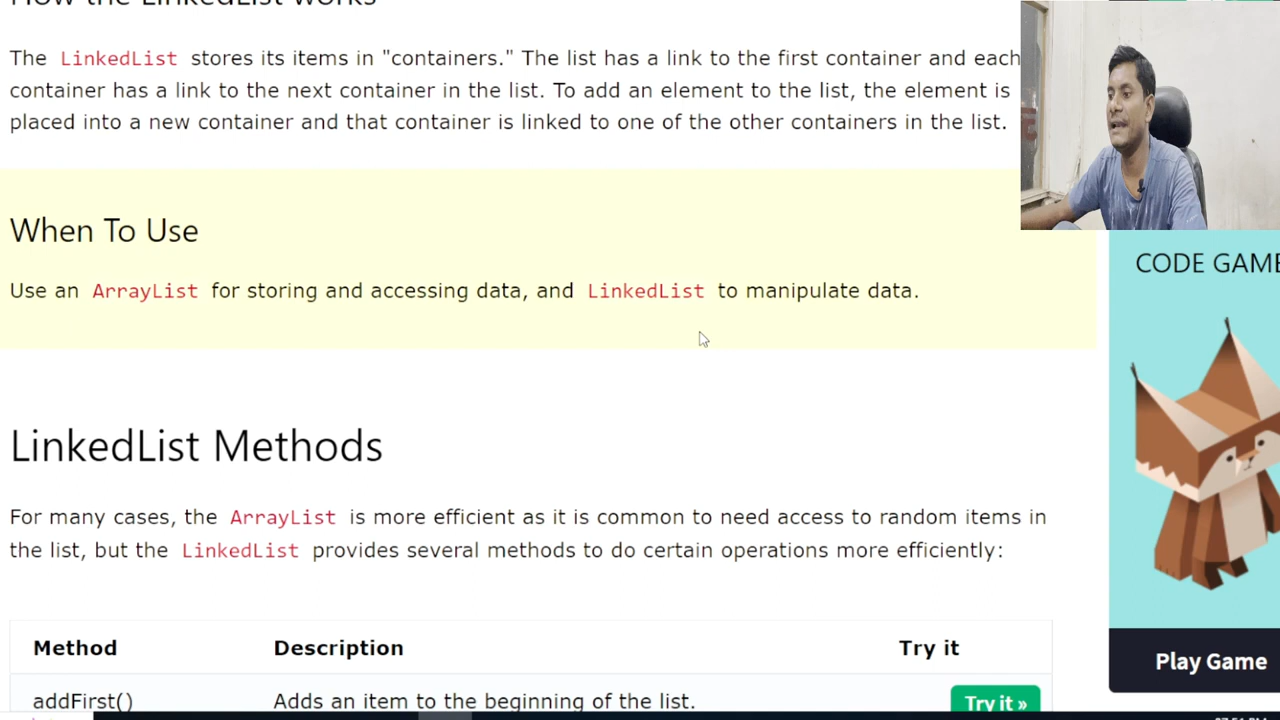 How the LinkedList works
The LinkedList stores its items in "containers." The list has a link to the first container and each
container has a link to the next container in the list. To add an element to the list, the element is
placed into a new container and that container is linked to one of the other containers in the list.
When To Use
Use an ArrayList for storing and accessing data, and LinkedList to manipulate data.
CODE GAME
LinkedList Methods
For many cases, the ArrayList is more efficient as it is common to need access to random items in
the list, but the LinkedList provides several methods to do certain operations more efficiently:
Method Description Try it
addFirst() Adds an item to the beginning of the list. Try it »
Play Game